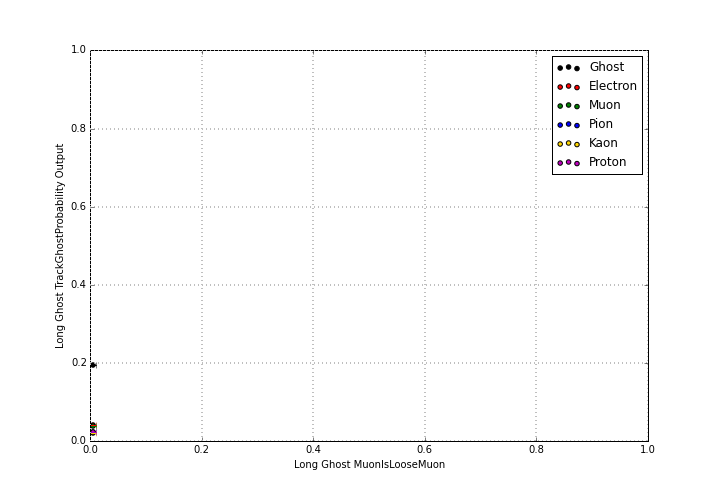 1.0
0.8
0.6
0.4
0.2
0.0
0.0 0.2 0.4 0.6 0.8 1.0
Long Ghost TrackGhostProbability Output
Long Ghost MuonIsLooseMuon
Ghost
Electron
Muon
Pion
Kaon
Proton